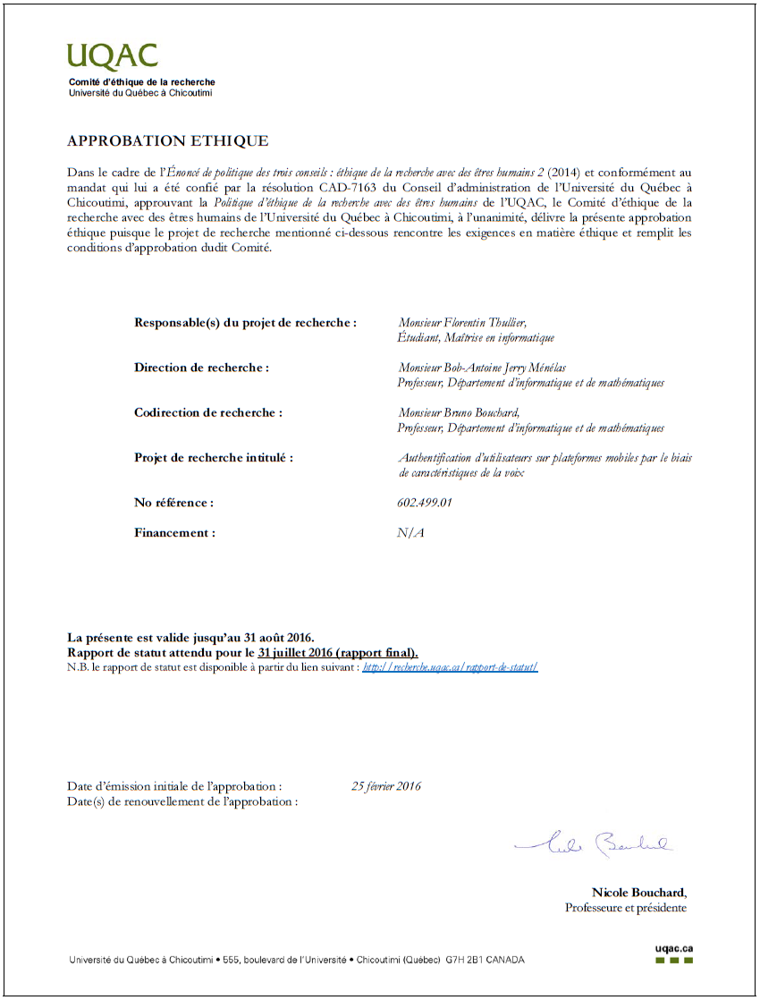 UQAC
Comité d'éthique de la recherche
Université du Québec à Chicoutimi
APPROBATION ETHIQUE
Dans le cadre de l'Énoncé de politique des trois conseils : éthique de la recherche avec des êtres humains 2 (2014) et conformément au
mandat qui lui a été confié par la résolution CAD-7163 du Conseil d'administration de l'Université du Québec à
Chicoutimi, approuvant la Politique d'éthique de la recherche avec des êtres humains de l'UQAC, le Comité d'éthique de la
recherche avec des êtres humains de l'Université du Québec à Chicoutimi, à l'unanimité, délivre la présente approbation
éthique puisque le projet de recherche mentionné ci-dessous rencontre les exigences en matière éthique et remplit les
conditions d'approbation dudit Comité.
Responsable(s) du projet de recherche : Monsieur Florentin Thullier,
Étudiant, Maîtrise en informatique
Direction de recherche : Monsieur Bob-Antoine Jerry Ménélas
Professeur, Département d'informatique et de mathématiques
Codirection de recherche : Monsieur Bruno Bouchard,
Professeur, Département d'informatique et de mathématiques
Projet de recherche intitulé : Authentification d'utilisateurs sur plateformes mobiles par le biais
de caractéristiques de la voix
No référence : 602.499.01
Financement : N/A
La présente est valide jusqu'au 31 août 2016.
Rapport de statut attendu pour le 31 juillet 2016 (rapport final).
N.B. le rapport de statut est disponible à partir du lien suivant : http://recherche.uqac.ca/rapport-de-statut/
Date d'émission initiale de l'approbation : 25 février 2016
Date(s) de renouvellement de l'approbation :
Nicole Bouchard,
Professeure et présidente
uqac.ca
Université du Québec à Chicoutimi • 555, boulevard de l'Université • Chicoutimi (Québec) G7H 2B1 CANADA